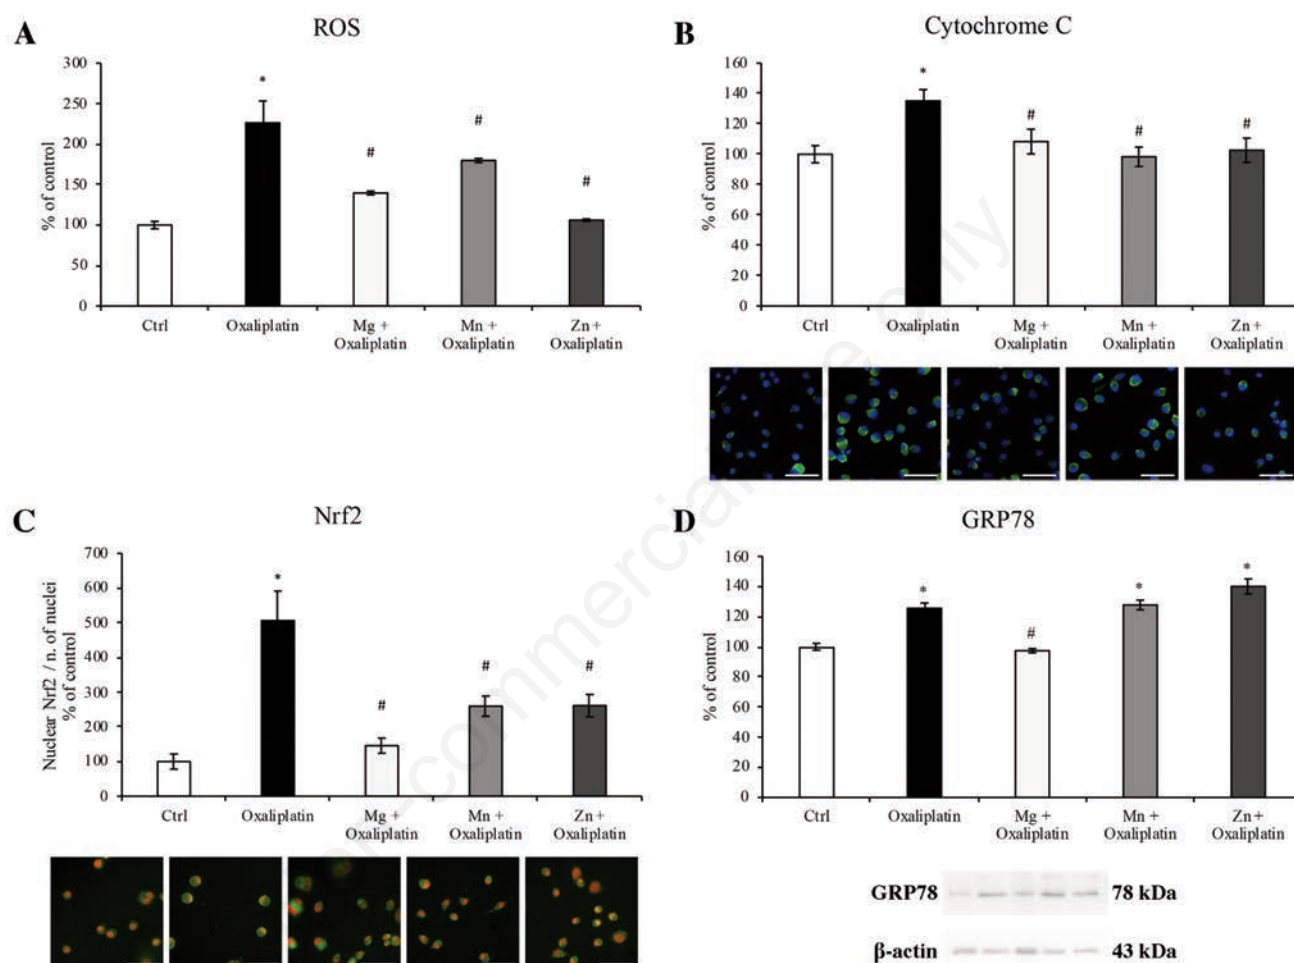 A
ROS
% of control
300
250
200
150
100
50
0
*
#
#
#
Ctrl
Oxaliplatin
Mg +
Oxaliplatin
Mn +
Oxaliplatin
Zn +
Oxaliplatin
B
Cytochrome C
% of control
160
140
120
100
80
60
40
20
0
*
#
#
#
Ctrl
Oxaliplatin
Mg +
Oxaliplatin
Mn +
Oxaliplatin
Zn +
Oxaliplatin
C
Nrf2
Nuclear Nrf2 / n. of nuclei
% of control
700
600
500
400
300
200
100
0
*
#
#
#
Ctrl
Oxaliplatin
Mg +
Oxaliplatin
Mn +
Oxaliplatin
Zn +
Oxaliplatin
D
GRP78
% of control
160
140
120
100
80
60
40
20
0
*
#
*
*
Ctrl
Oxaliplatin
Mg +
Oxaliplatin
Mn +
Oxaliplatin
Zn +
Oxaliplatin
GRP78 78 kDa
β-actin 43 kDa
on-commercial only